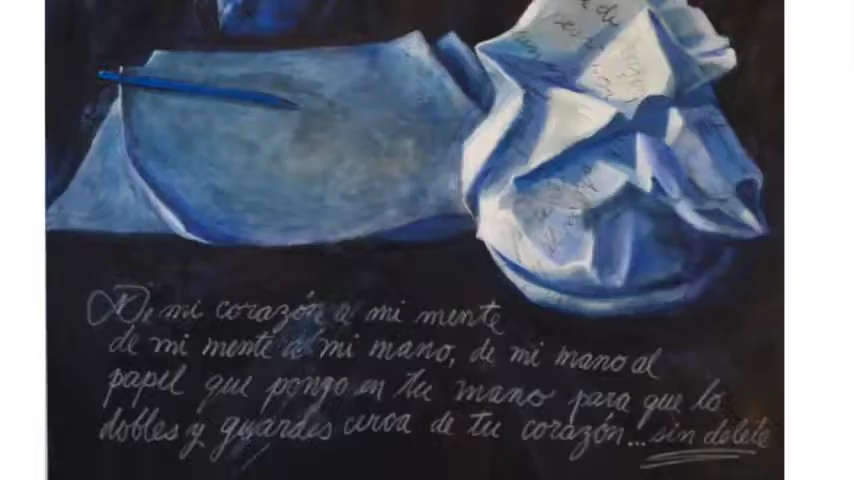 De mi corazón a mi mente
de mi mente a mi mano, de mi mano al
papel que pongo en tu mano para que lo
dobles y guardes cerca de tu corazón... sin delete